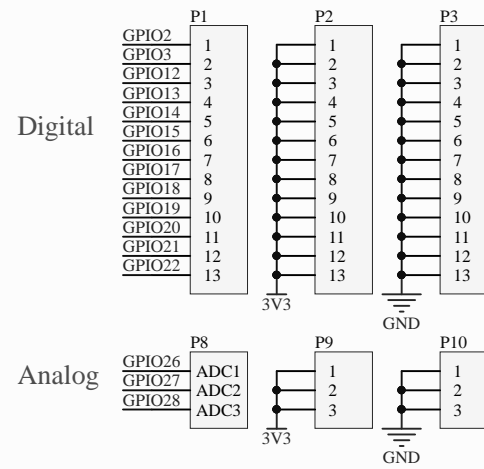 P1 P2 P3
GPIO2 1 1 1
GPIO3 2 2 2
GPIO12 3 3 3
GPIO13 4 4 4
Digital GPIO14 5 5 5
GPIO15 6 6 6
GPIO16 7 7 7
GPIO17 8 8 8
GPIO18 9 9 9
GPIO19 10 10 10
GPIO20 11 11 11
GPIO21 12 12 12
GPIO22 13 13 13
3V3 GND
P8 P9 P10
GPIO26 ADC1 1 1
Analog GPIO27 ADC2 2 2
GPIO28 ADC3 3 3
3V3 GND